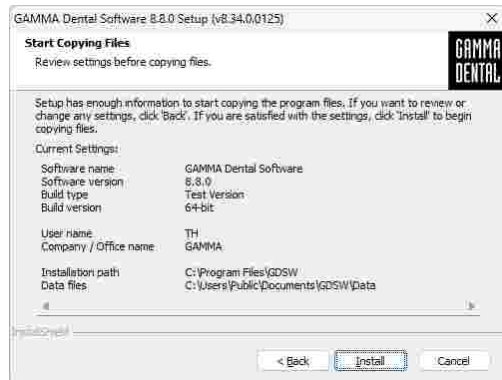 GAMMA Dental Software 8.8.0 Setup (v8.34.0.0125)
Start Copying Files
Review settings before copying files.
GAMMA
DENTAL
Setup has enough information to start copying the program files. If you want to review or
change any settings, click 'Back'. If you are satisfied with the settings, click 'Install' to begin
copying files.
Current Settings:
Software name GAMMA Dental Software
Software version 8.8.0
Build type Test Version
Build version 64-bit
User name TH
Company / Office name GAMMA
Installation path C:\Program Files\GDSW
Data files C:\Users\Public\Documents\GDSW\Data
InstallShield
< Back Install Cancel